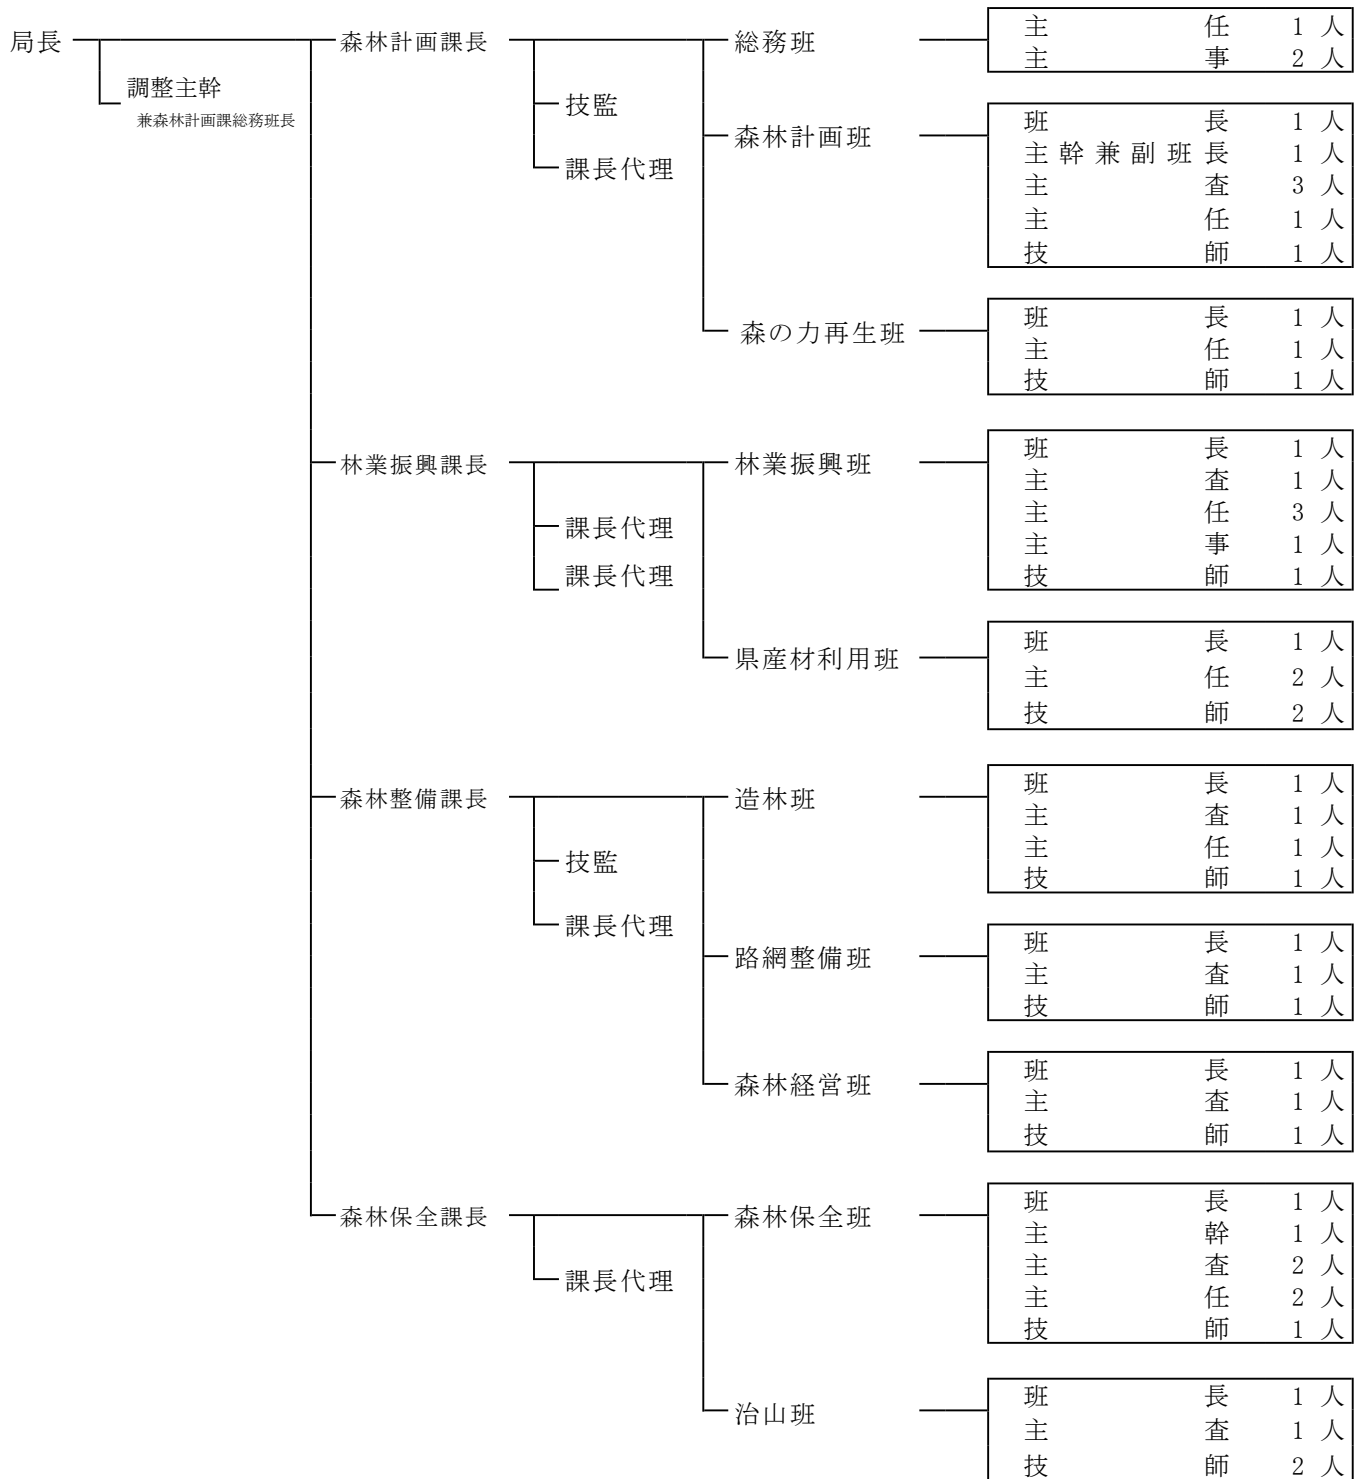 局長
調整主幹
兼森林計画課総務班長
森林計画課長
技監
課長代理
総務班
主任 1人
主事 2人
森林計画班
班長 1人
主幹兼副班長 1人
主査 3人
主任 1人
技師 1人
森の力再生班
班長 1人
主任 1人
技師 1人
林業振興課長
課長代理
課長代理
林業振興班
班長 1人
主査 1人
主任 3人
主事 1人
技師 1人
県産材利用班
班長 1人
主任 2人
技師 2人
森林整備課長
技監
課長代理
造林班
班長 1人
主査 1人
主任 1人
技師 1人
路網整備班
班長 1人
主査 1人
技師 1人
森林経営班
班長 1人
主査 1人
技師 1人
森林保全課長
課長代理
森林保全班
班長 1人
主幹 1人
主査 2人
主任 2人
技師 1人
治山班
班長 1人
主査 1人
技師 2人